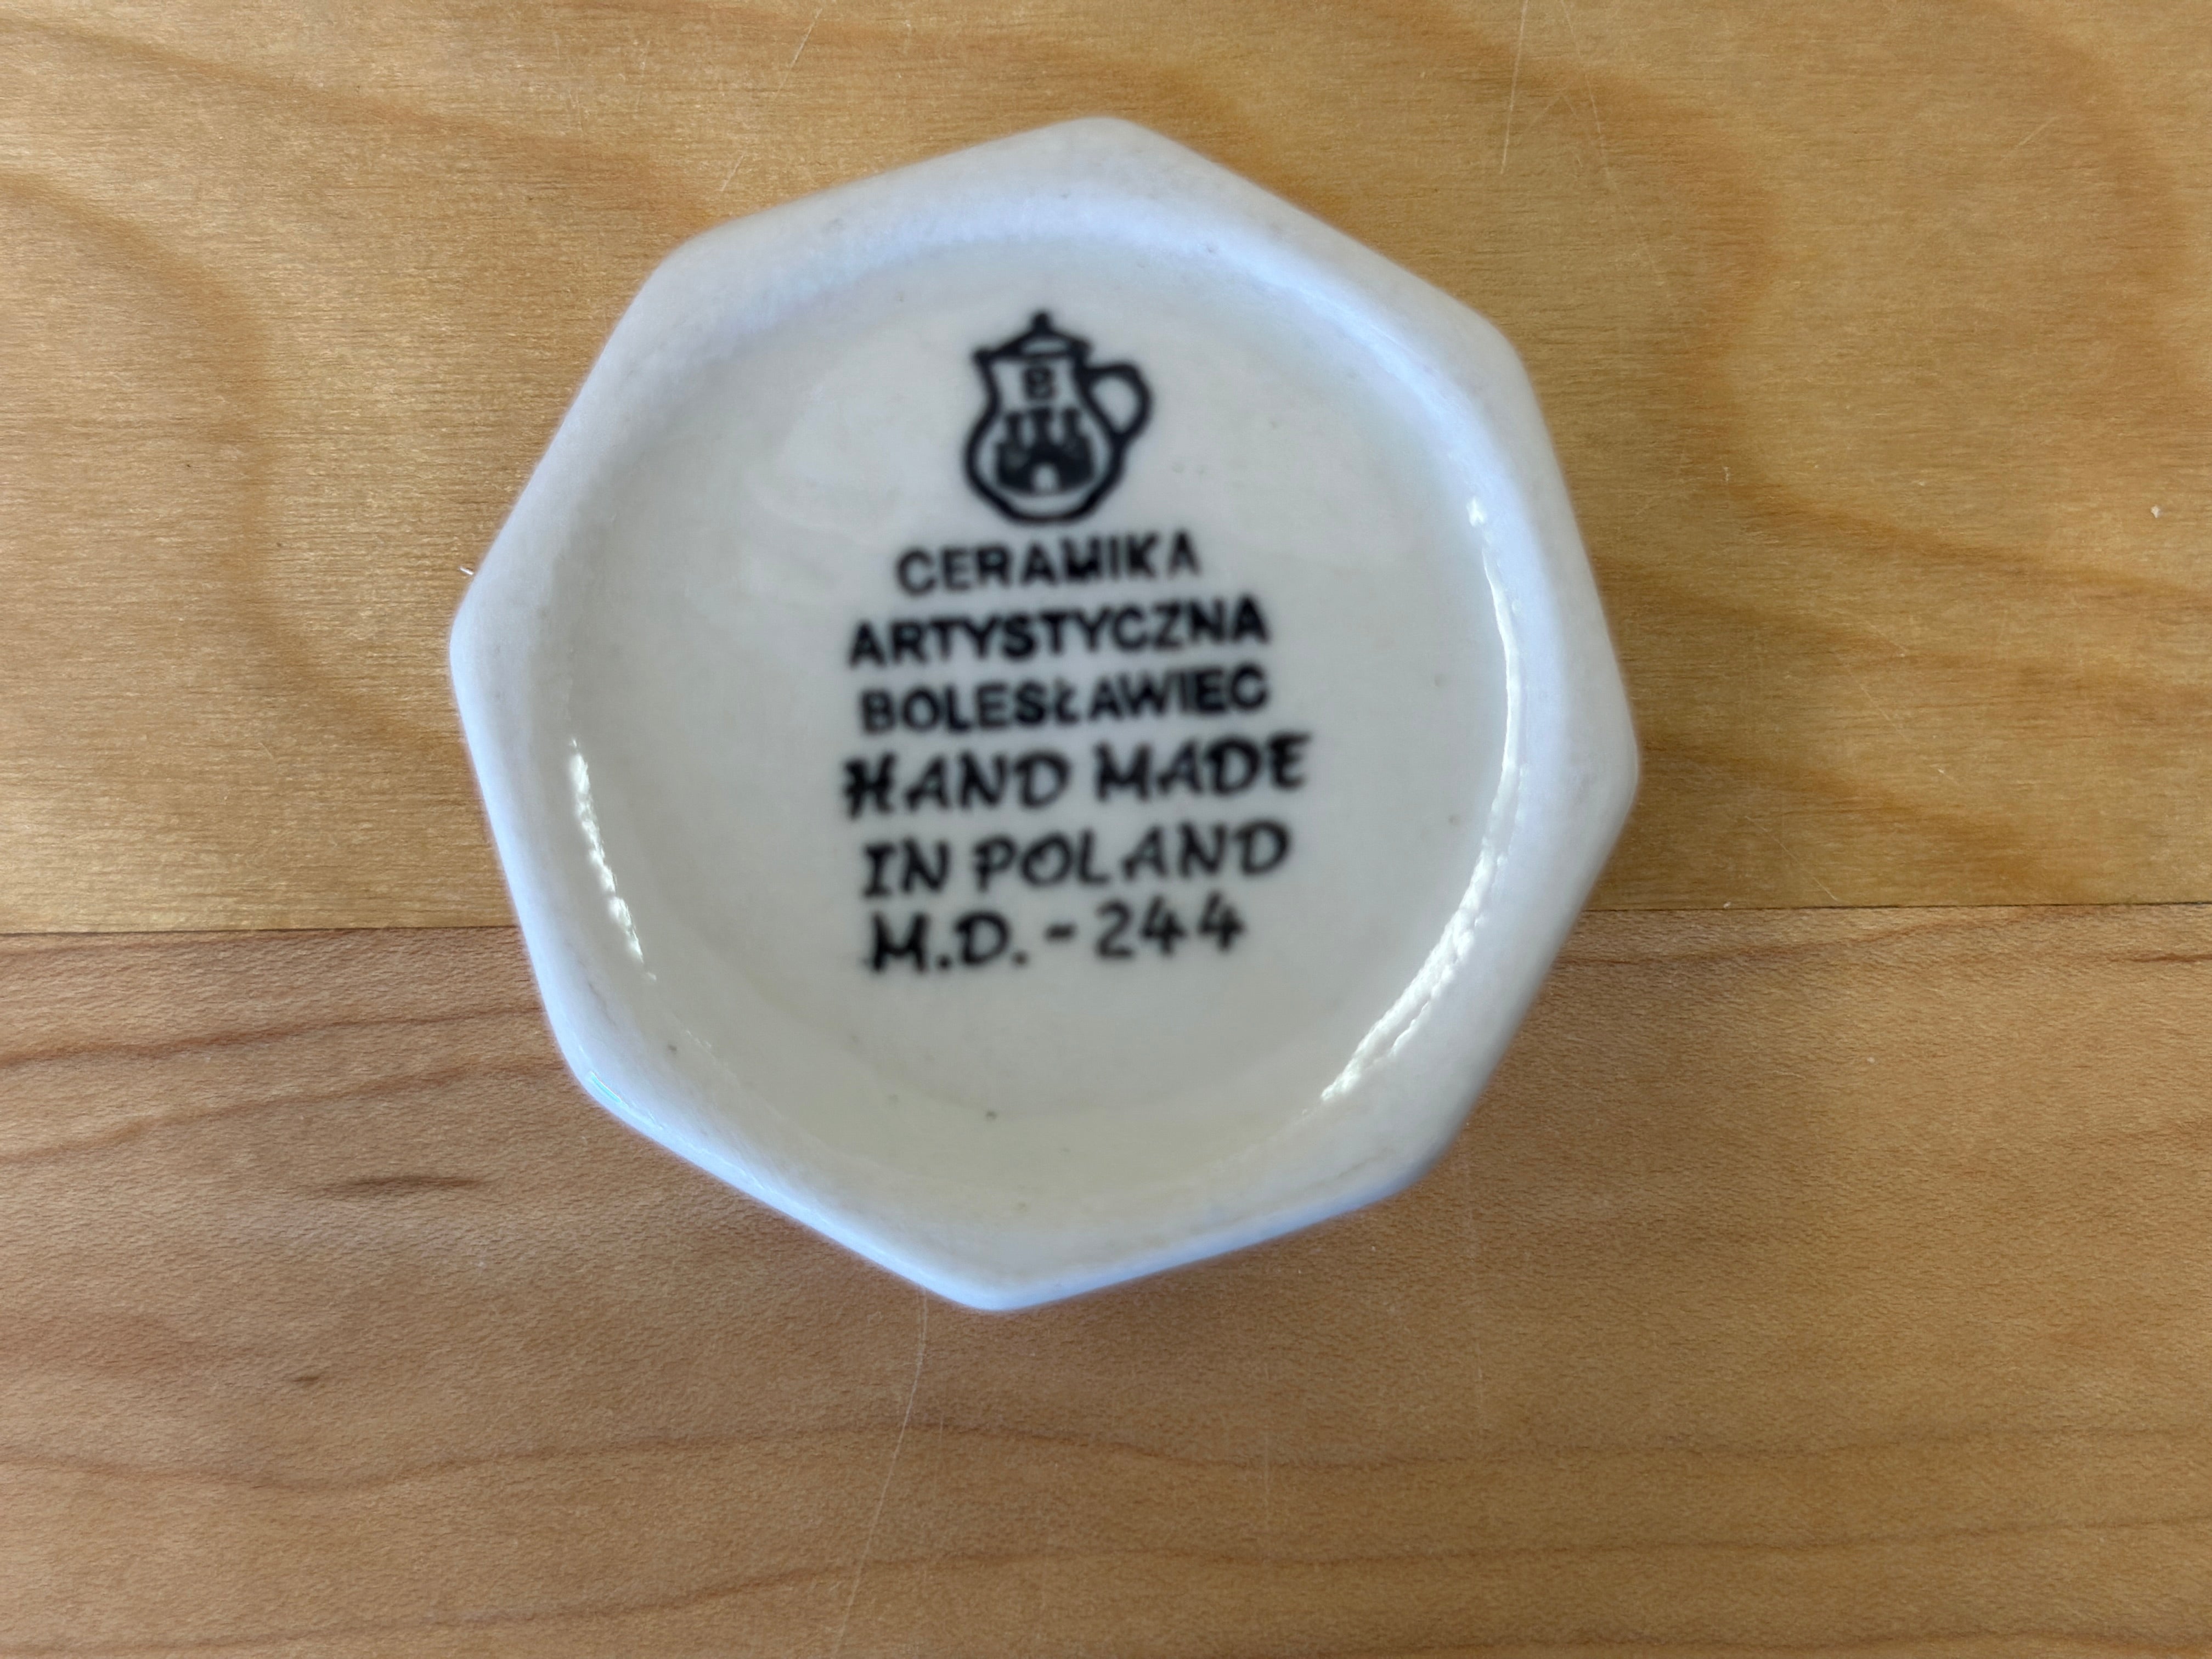 B
CERAMIKA
ARTYSTYCZNA
BOLESŁAWIEC
HAND MADE
IN POLAND
M.D. - 244